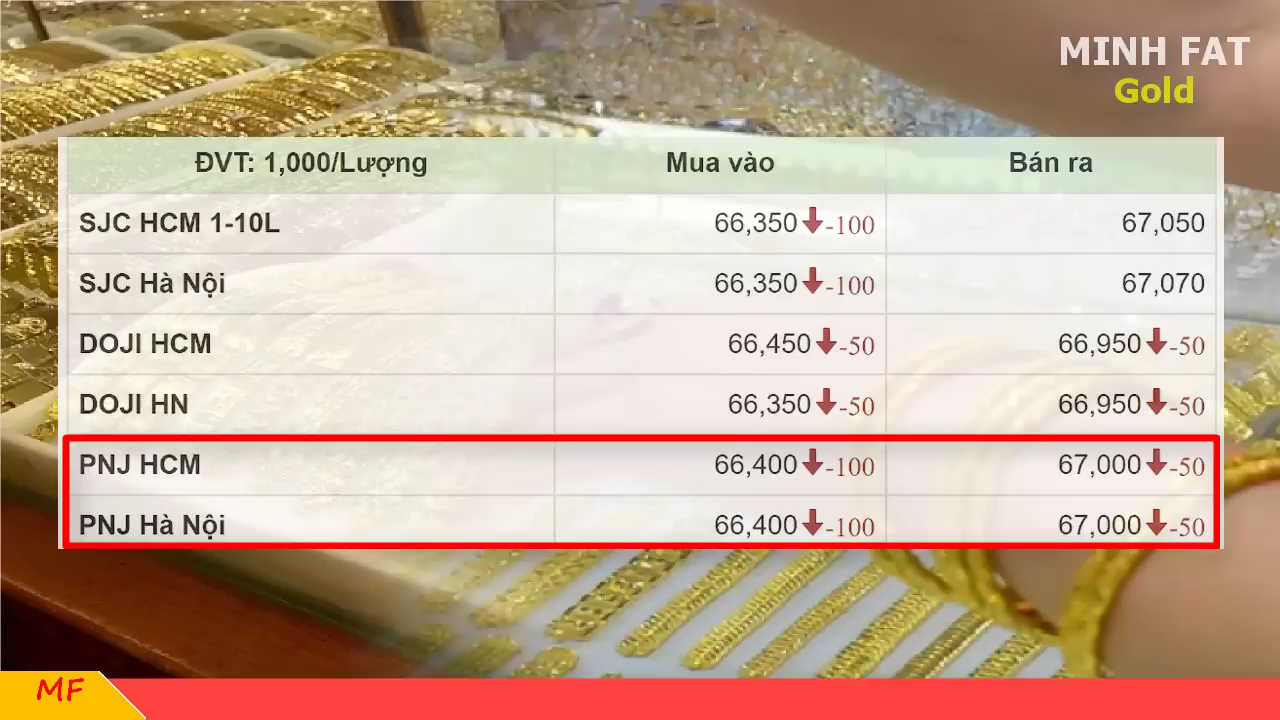 MINH FAT
Gold
ĐVT: 1,000/Lượng Mua vào Bán ra
SJC HCM 1-10L 66,350 -100 67,050
SJC Hà Nội 66,350 -100 67,070
DOJI HCM 66,450 -50 66,950 -50
DOJI HN 66,350 -50 66,950 -50
PNJ HCM 66,400 -100 67,000 -50
PNJ Hà Nội 66,400 -100 67,000 -50
MF